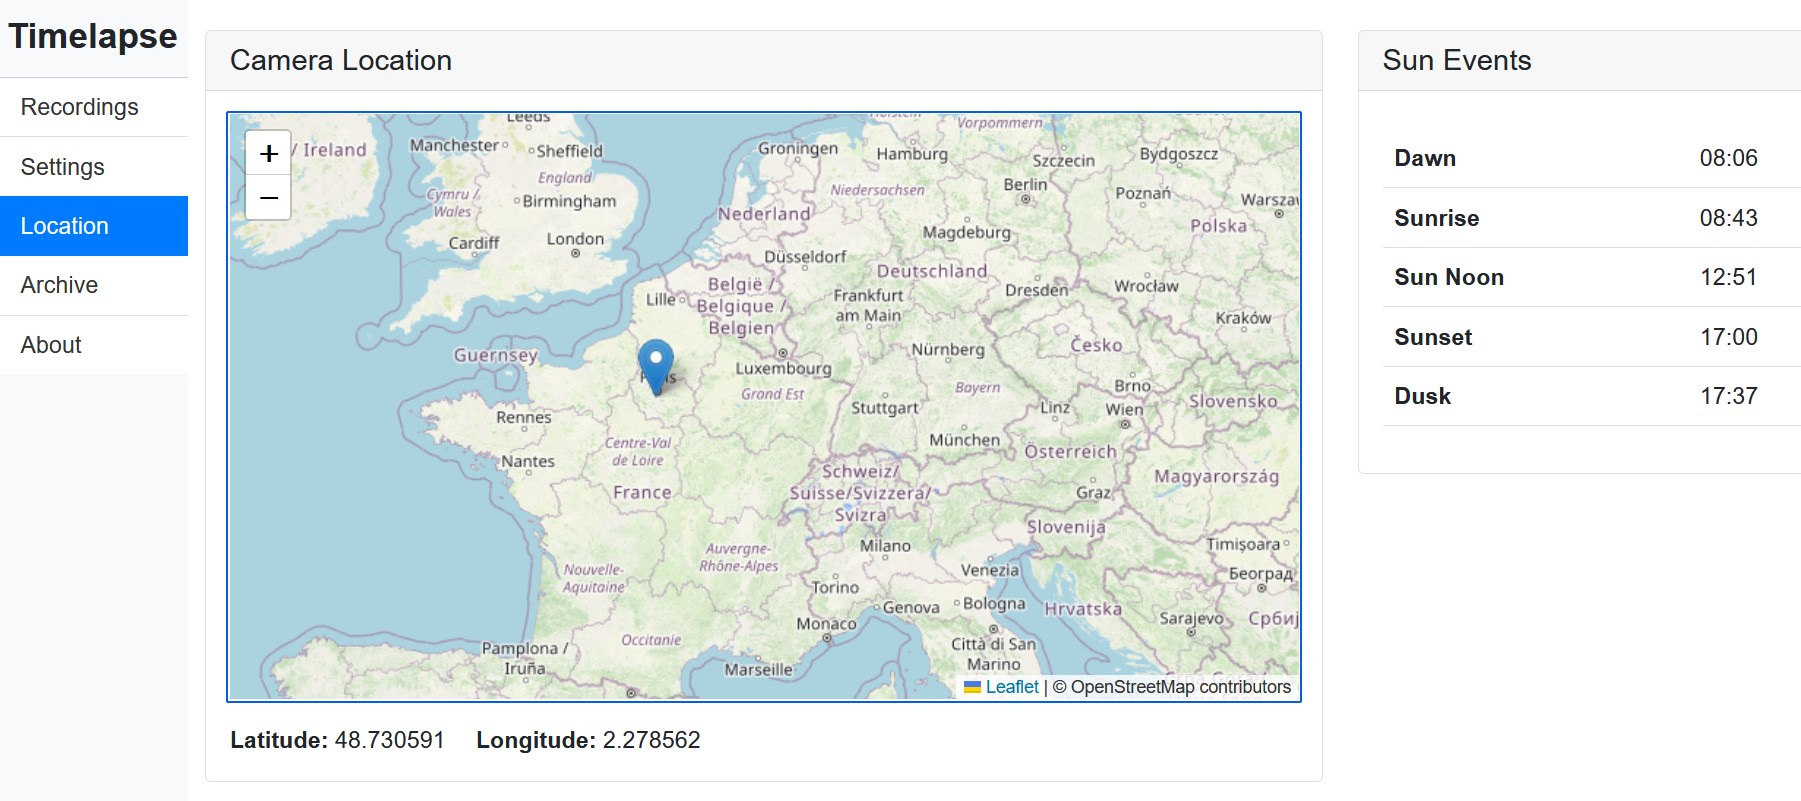 Timelapse
Recordings
Settings
Location
Archive
About
Camera Location
+
−
/ Ireland
Leeds
Manchester
Sheffield
England
Cymru /
Wales
Birmingham
Cardiff
London
Guernsey
Groningen
Hamburg
Vorpommern
Szczecin
Bydgoszcz
Niedersachsen
Berlin
Poznań
Nederland
Magdeburg
Polska
Düsseldorf
Deutschland
België /
Belgique /
Belgien
Lille
Frankfurt
am Main
Dresden
Wrocław
Kraków
Luxembourg
Nürnberg
Česko
Grand Est
Bayern
Brno
Slovensko
Stuttgart
Linz
Wien
Rennes
Centre-Val
de Loire
München
Österreich
Nantes
France
Schweiz/
Suisse/Svizzera/
Svizra
Magyarország
Graz
Slovenija
Auvergne-
Rhône-Alpes
Milano
Timișoara
Nouvelle-
Aquitaine
Torino
Venezia
Београд
Genova
Bologna
Hrvatska
Monaco
Sarajevo
Occitanie
Pamplona /
Iruña
Marseille
Città di San
Marino
Leaflet | © OpenStreetMap contributors
Latitude: 48.730591 Longitude: 2.278562
Sun Events
Dawn 08:06
Sunrise 08:43
Sun Noon 12:51
Sunset 17:00
Dusk 17:37